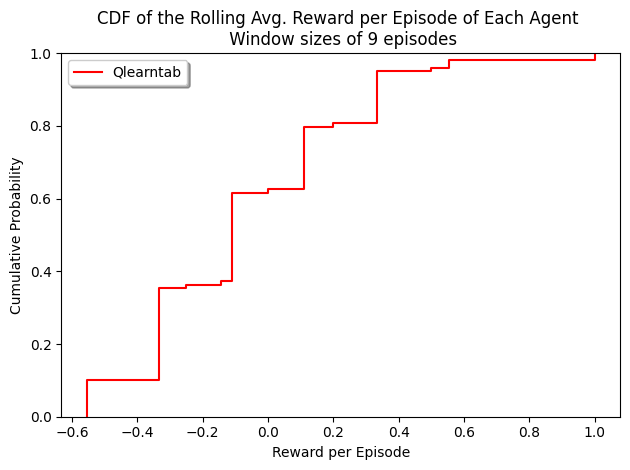 CDF of the Rolling Avg. Reward per Episode of Each Agent
Window sizes of 9 episodes
Qlearntab
Cumulative Probability
1.0
0.8
0.6
0.4
0.2
0.0
−0.6 −0.4 −0.2 0.0 0.2 0.4 0.6 0.8 1.0
Reward per Episode